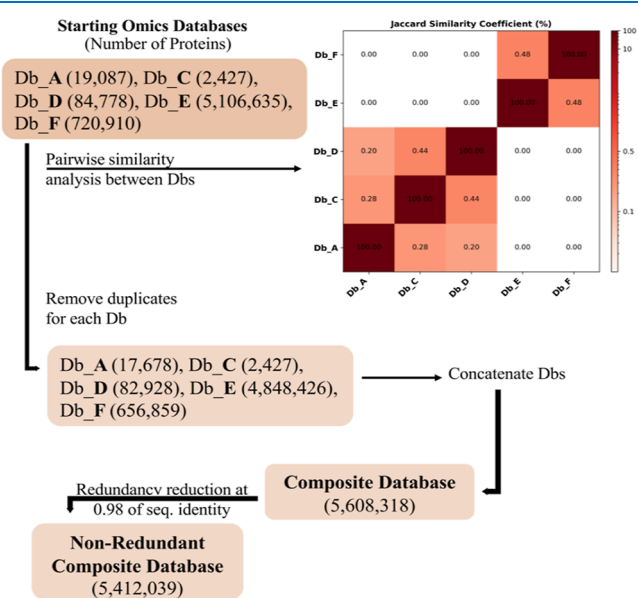 Starting Omics Databases
(Number of Proteins)
Db_A (19,087), Db_C (2,427),
Db_D (84,778), Db_E (5,106,635),
Db_F (720,910)
Pairwise similarity
analysis between Dbs
Jaccard Similarity Coefficient (%)
Db_F 0.00 0.00 0.00 0.48 100.00
Db_E 0.00 0.00 0.00 100.00 0.48
Db_D 0.20 0.44 100.00 0.00 0.00
Db_C 0.28 100.00 0.44 0.00 0.00
Db_A 100.00 0.28 0.20 0.00 0.00
Db_A Db_C Db_D Db_E Db_F
100
10
0.5
0.1
Remove duplicates
for each Db
Db_A (17,678), Db_C (2,427),
Db_D (82,928), Db_E (4,848,426),
Db_F (656,859)
Concatenate Dbs
Composite Database
(5,608,318)
Redundancy reduction at
0.98 of seq. identity
Non-Redundant
Composite Database
(5,412,039)